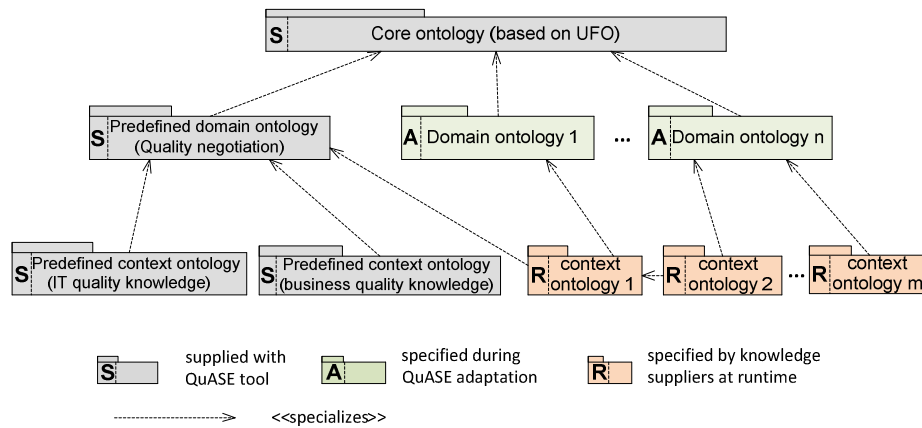 S Core ontology (based on UFO)
S Predefined domain ontology
(Quality negotiation)
A Domain ontology 1
...
A Domain ontology n
S Predefined context ontology
(IT quality knowledge)
S Predefined context ontology
(business quality knowledge)
R context
ontology 1
R context
ontology 2
...
R context
ontology m
S supplied with
QuASE tool
A specified during
QuASE adaptation
R specified by knowledge
suppliers at runtime
<<specializes>>